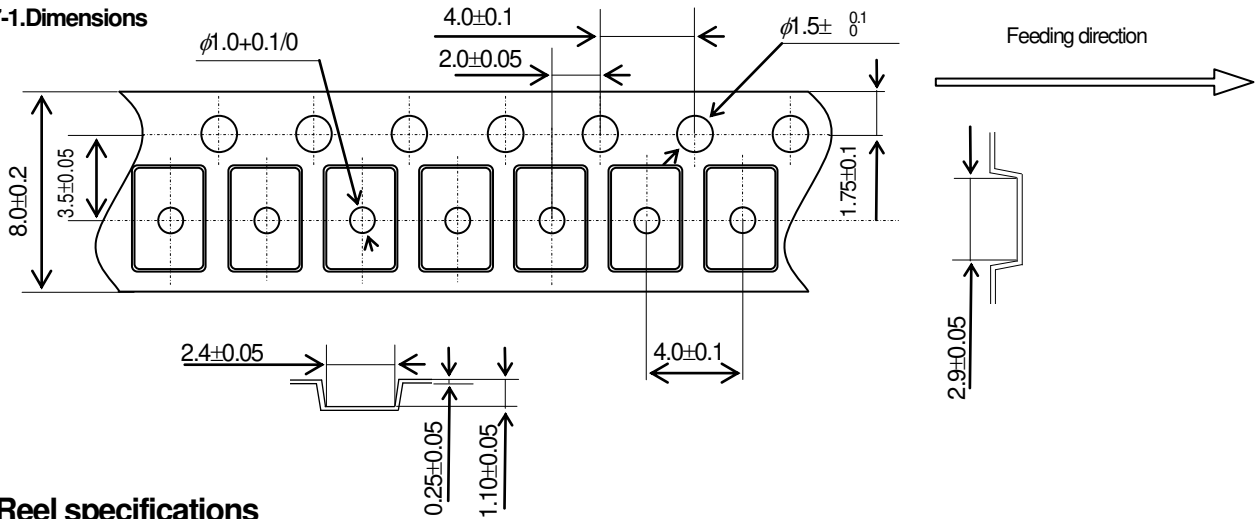 7-1.Dimensions
4.0±0.1
ϕ1.5± 0.1 0
Feeding direction
ϕ1.0+0.1/0
2.0±0.05
8.0±0.2
3.5±0.05
1.75±0.1
2.4±0.05
4.0±0.1
2.9±0.05
0.25±0.05
1.10±0.05
Reel specifications